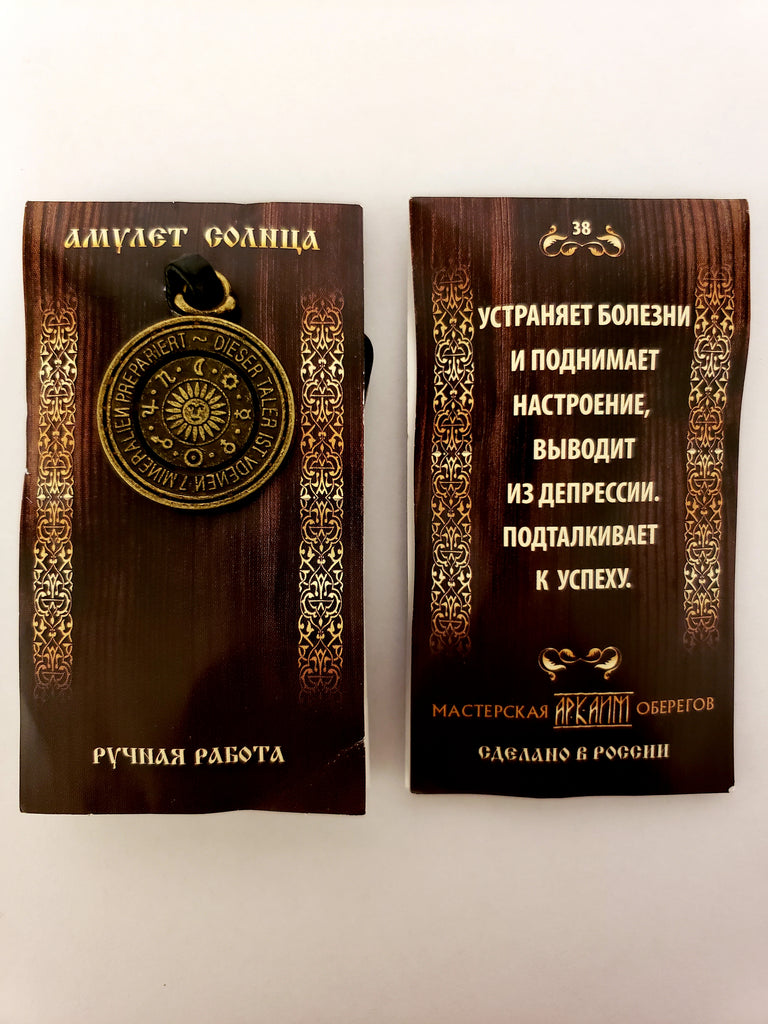 АМУЛЕТ СОЛНЦА
DIESER TALER IST VDENEN 7 MINERALIEN PREPARIERT ~
РУЧНАЯ РАБОТА
38
УСТРАНЯЕТ БОЛЕЗНИ
И ПОДНИМАЕТ
НАСТРОЕНИЕ,
ВЫВОДИТ
ИЗ ДЕПРЕССИИ.
ПОДТАЛКИВАЕТ
К УСПЕХУ.
МАСТЕРСКАЯ АРКАИМ ОБЕРЕГОВ
СДЕЛАНО В РОССИИ